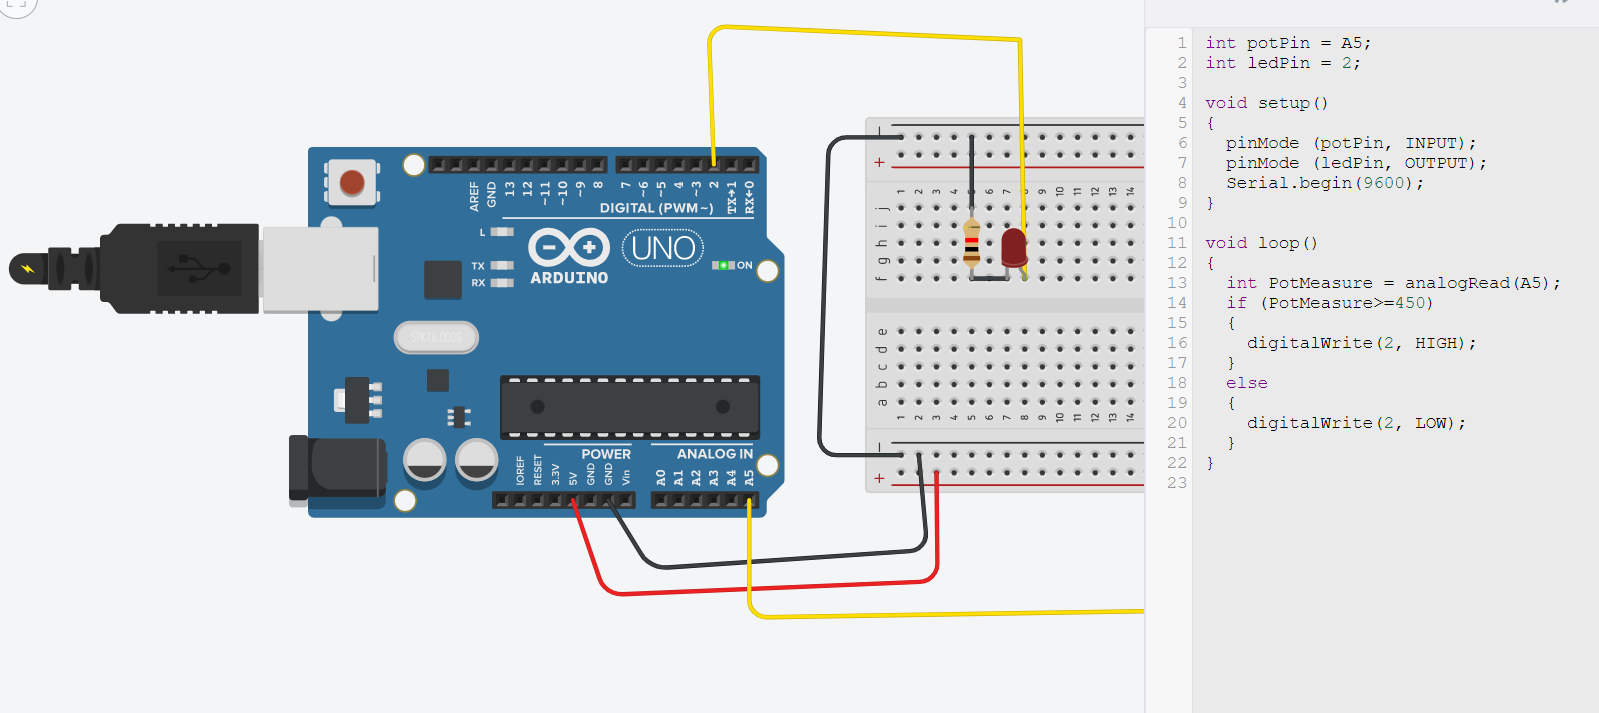 AREF
GND
13
12
~11
~10
~9
8
7
~6
~5
4
~3
2
TX→1
RX←0
DIGITAL (PWM~)
L
TX
RX
UNO
ARDUINO
ON
SPK16.000G
IOREF
RESET
3.3V
5V
GND
GND
Vin
POWER
ANALOG IN
A0
A1
A2
A3
A4
A5
1 2 3 4 5 6 7 8 9 10 11 12 13 14
j
i
h
g
f
e
d
c
b
a
1 2 3 4 5 6 7 8 9 10 11 12 13 14
1 int potPin = A5;
2 int ledPin = 2;
3
4 void setup()
5 {
6 pinMode (potPin, INPUT);
7 pinMode (ledPin, OUTPUT);
8 Serial.begin(9600);
9 }
10
11 void loop()
12 {
13 int PotMeasure = analogRead(A5);
14 if (PotMeasure>=450)
15 {
16 digitalWrite(2, HIGH);
17 }
18 else
19 {
20 digitalWrite(2, LOW);
21 }
22 }
23